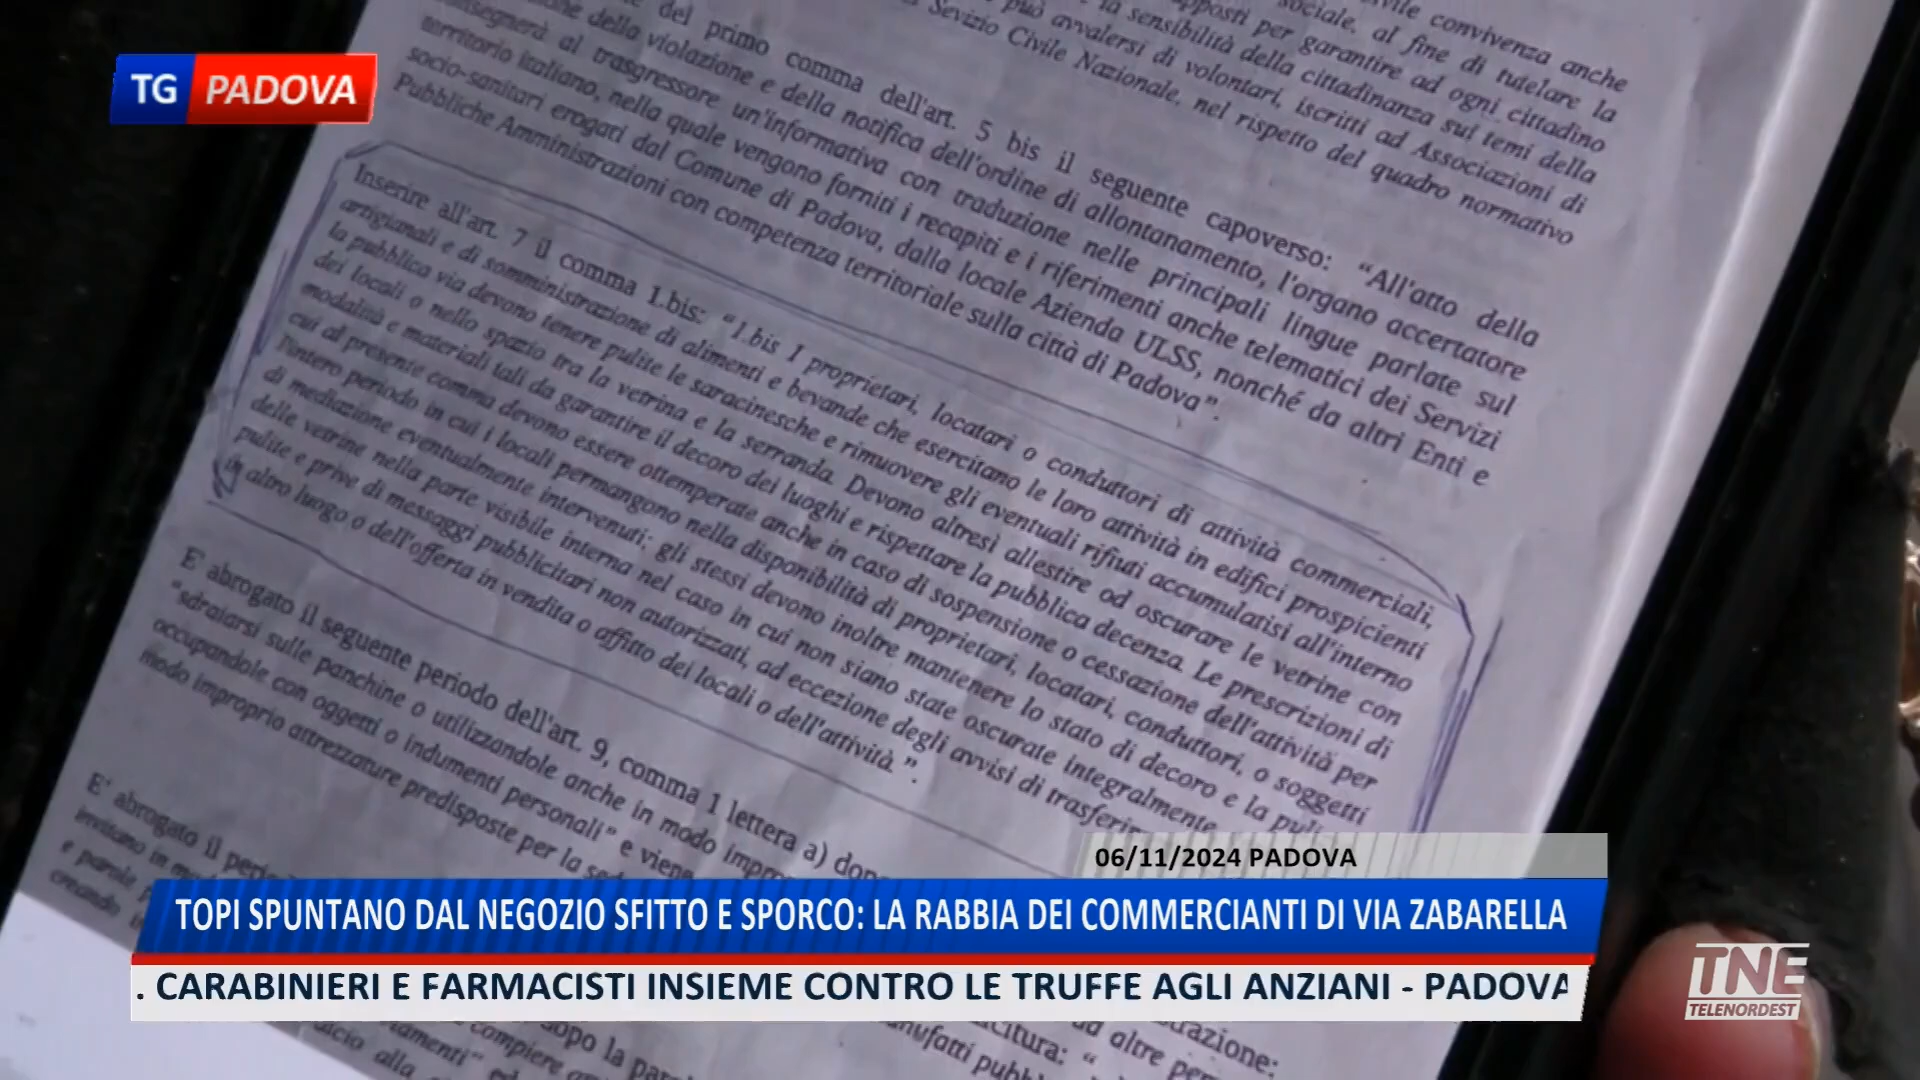 TG PADOVA
sociale, al fine di tutelare la
apposti per garantire ad ogni cittadino
la sensibilità della cittadinanza sui temi della
può avvalersi di volontari, iscritti ad Associazioni di
Sevizio Civile Nazionale, nel rispetto del quadro normativo
del primo comma dell'art. 5 bis il seguente capoverso: “All'atto della
della violazione e della notifica dell'ordine di allontanamento, l'organo accertatore
al trasgressore un'informativa con traduzione nelle principali lingue parlate sul
territorio italiano, nella quale vengono forniti i recapiti e i riferimenti anche telematici dei Servizi
socio-sanitari erogati dal Comune di Padova, dalla locale Azienda ULSS, nonché da altri Enti e
Pubbliche Amministrazioni con competenza territoriale sulla città di Padova”.
Inserire all'art. 7 il comma 1.bis: “1.bis I proprietari, locatari o conduttori di attività commerciali,
artigianali e di somministrazione di alimenti e bevande che esercitano le loro attività in edifici prospicienti
la pubblica via devono tenere pulite le saracinesche e rimuovere gli eventuali rifiuti accumulatisi all'interno
dei locali o nello spazio tra la vetrina e la serranda. Devono altresì allestire od oscurare le vetrine con
modalità e materiali tali da garantire il decoro dei luoghi e rispettare la pubblica decenza. Le prescrizioni di
cui al presente comma devono essere ottemperate anche in caso di sospensione o cessazione dell'attività per
l'intero periodo in cui i locali permangono nella disponibilità di proprietari, locatari, conduttori, o soggetti
di mediazione eventualmente intervenuti; gli stessi devono inoltre mantenere lo stato di decoro e la
delle vetrine nella parte visibile interna nel caso in cui non siano state oscurate integralmente
pulite e prive di messaggi pubblicitari non autorizzati, ad eccezione degli avvisi di
in altro luogo o dell'offerta in vendita o affitto dei locali o dell'attività.”.
E' abrogato il seguente periodo dell'art. 9, comma 1 lettera a)
“sdraiarsi sulle panchine o utilizzandole anche in modo
occupandole con oggetti o indumenti personali” e viene
modo improprio attrezzature predisposte per la
E' abrogato il
06/11/2024 PADOVA
TOPI SPUNTANO DAL NEGOZIO SFITTO E SPORCO: LA RABBIA DEI COMMERCIANTI DI VIA ZABARELLA
. CARABINIERI E FARMACISTI INSIEME CONTRO LE TRUFFE AGLI ANZIANI - PADOVA
TNE
TELENORDEST